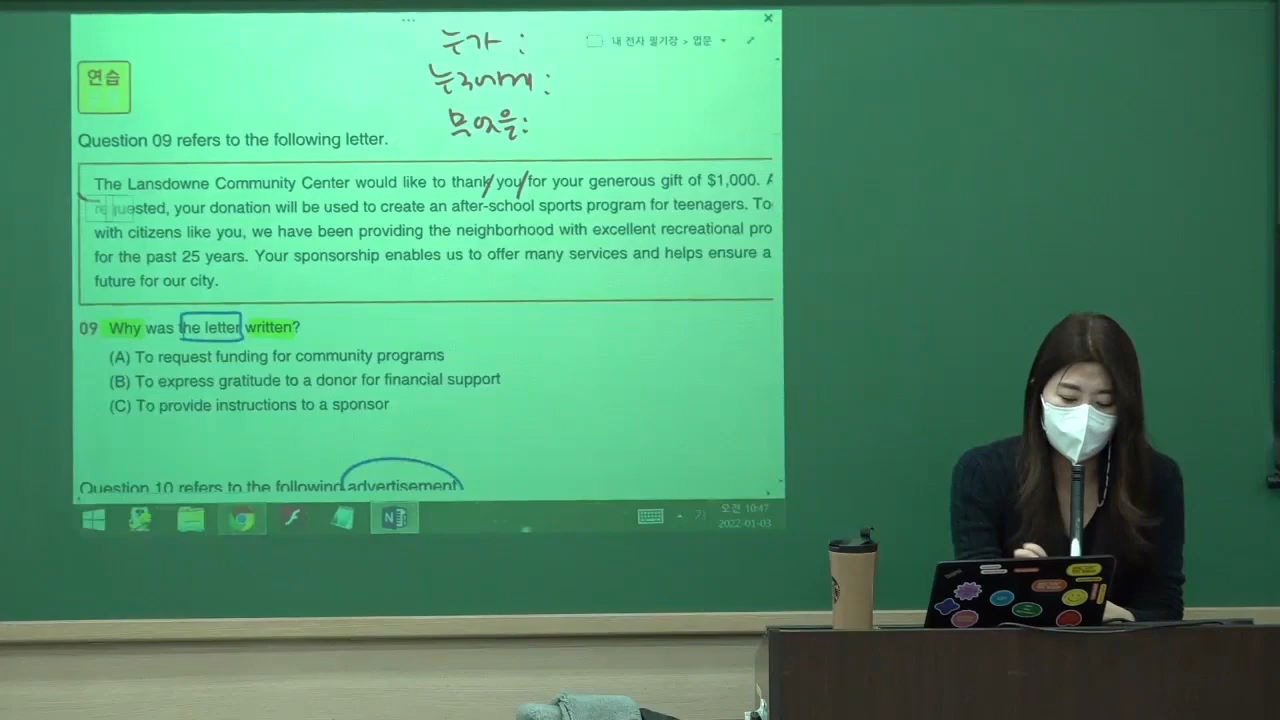 누가 :
누구에게 :
무엇을:
내 전자 필기장 > 엽문
연습
Question 09 refers to the following letter.
The Lansdowne Community Center would like to thank you for your generous gift of $1,000. A
requested, your donation will be used to create an after-school sports program for teenagers. To
with citizens like you, we have been providing the neighborhood with excellent recreational pro
for the past 25 years. Your sponsorship enables us to offer many services and helps ensure a
future for our city.
09 Why was the letter written?
(A) To request funding for community programs
(B) To express gratitude to a donor for financial support
(C) To provide instructions to a sponsor
Question 10 refers to the following advertisement
가
오전 10:47
2022-01-03